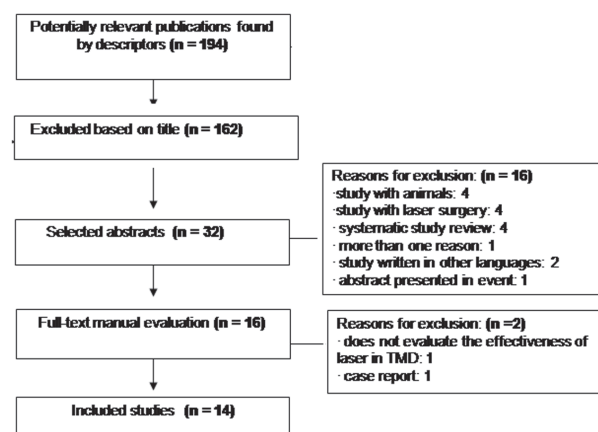 Potentially relevant publications found
by descriptors (n = 194)
Excluded based on title (n = 162)
Selected abstracts (n = 32)
Reasons for exclusion: (n = 16)
·study with animals: 4
·study with laser surgery: 4
· systematic study review: 4
· more than one reason: 1
· study written in other languages: 2
· abstract presented in event: 1
Full-text manual evaluation (n = 16)
Reasons for exclusion: (n =2)
· does not evaluate the effectiveness of
laser in TMD: 1
· case report: 1
Included studies (n = 14)